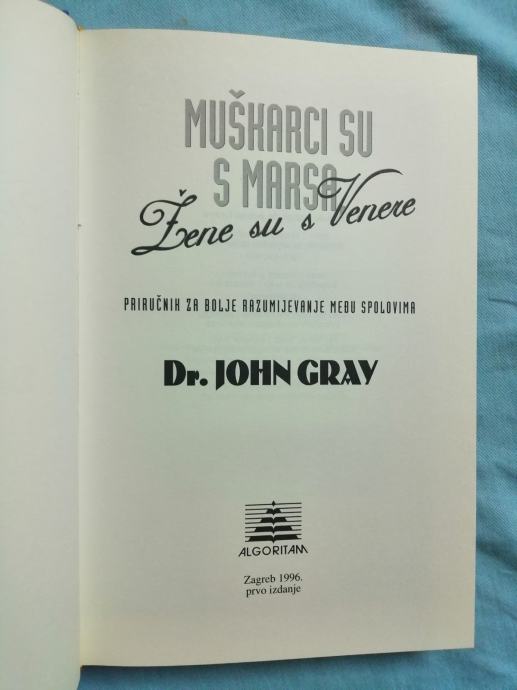 MUŠKARCI SU
S MARSA
Žene su s Venere
PRIRUČNIK ZA BOLJE RAZUMIJEVANJE MEĐU SPOLOVIMA
Dr. JOHN GRAY
ALGORITAM
Zagreb 1996.
prvo izdanje